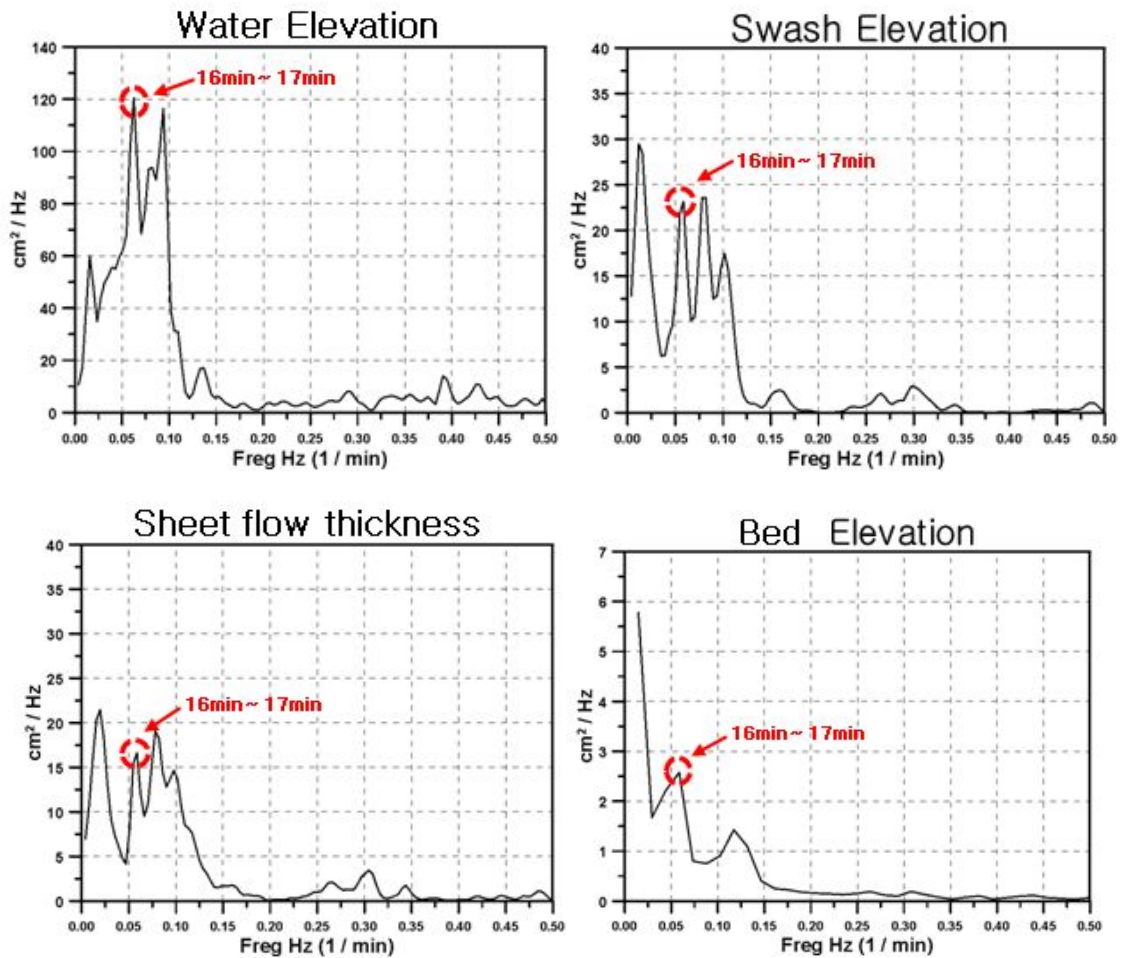 Water Elevation
140
120
100
80
60
40
20
0
cm² / Hz
16min~ 17min
0.00 0.05 0.10 0.15 0.20 0.25 0.30 0.35 0.40 0.45 0.50
Freg Hz (1 / min)
Swash Elevation
40
35
30
25
20
15
10
5
0
cm² / Hz
16min~ 17min
0.00 0.05 0.10 0.15 0.20 0.25 0.30 0.35 0.40 0.45 0.50
Freg Hz (1 / min)
Sheet flow thickness
40
35
30
25
20
15
10
5
0
cm² / Hz
16min~ 17min
0.00 0.05 0.10 0.15 0.20 0.25 0.30 0.35 0.40 0.45 0.50
Freg Hz (1 / min)
Bed Elevation
7
6
5
4
3
2
1
0
cm² / Hz
16min~ 17min
0.00 0.05 0.10 0.15 0.20 0.25 0.30 0.35 0.40 0.45 0.50
Freg Hz (1 / min)